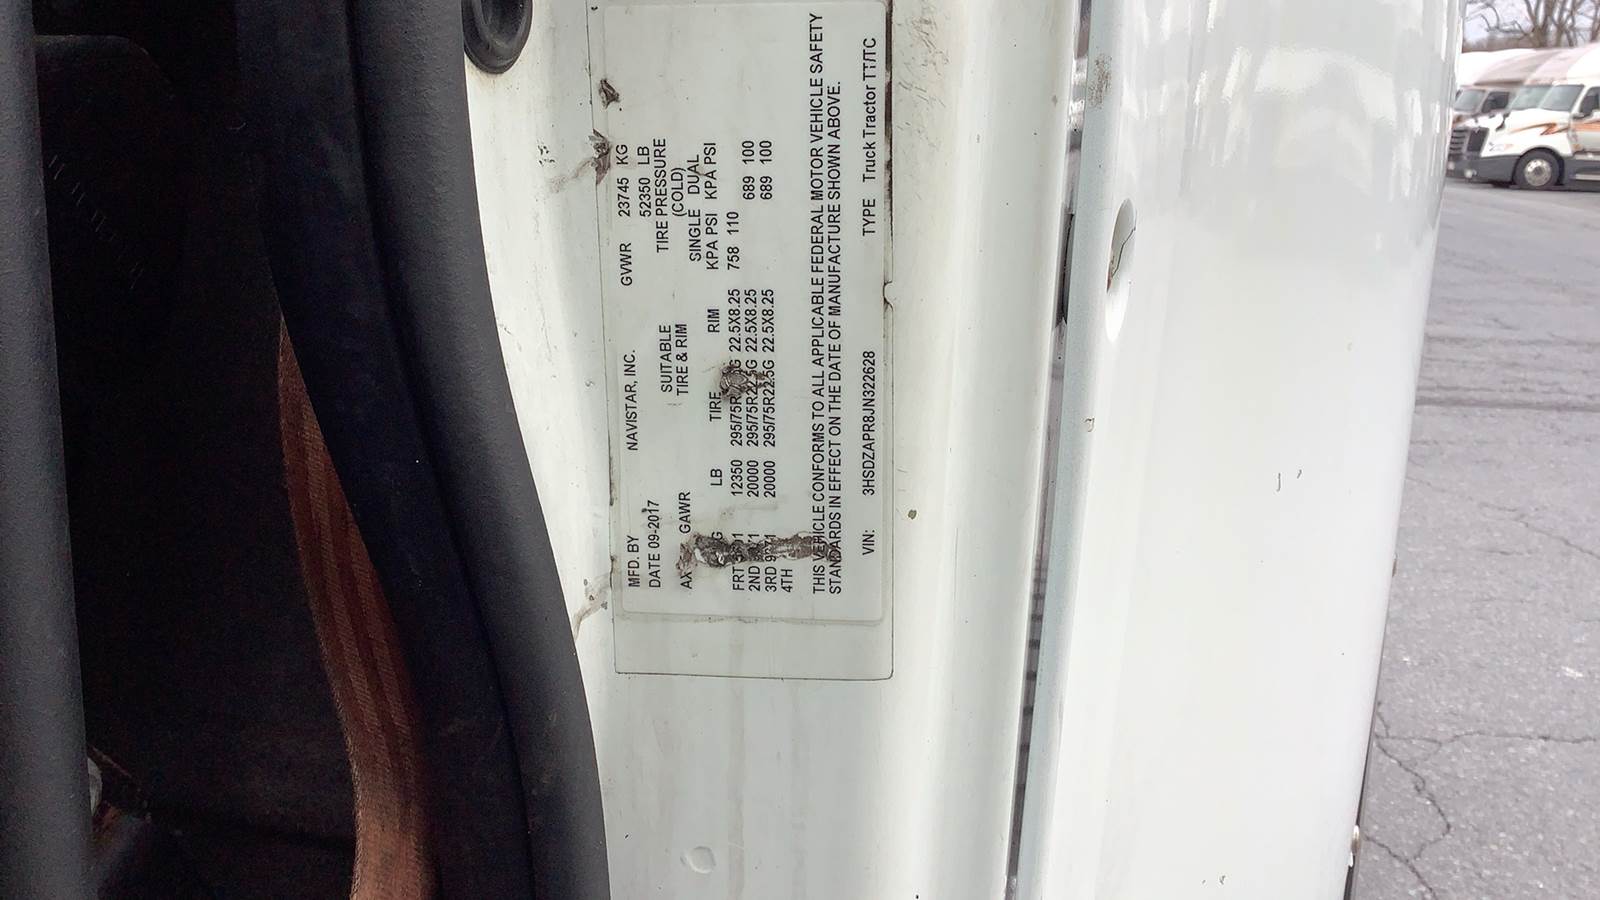 MFD. BY NAVISTAR, INC. GVWR 23745 KG
DATE 09-2017 52350 LB
SUITABLE TIRE PRESSURE
TIRE & RIM (COLD)
GAWR SINGLE DUAL
LB TIRE RIM KPA PSI KPA PSI
FRT 12350 22.5X8.25 758 110
2ND 20000 295/75R22.5G 22.5X8.25 689 100
3RD 20000 295/75R22.5G 22.5X8.25 689 100
4TH
THIS VEHICLE CONFORMS TO ALL APPLICABLE FEDERAL MOTOR VEHICLE SAFETY
STANDARDS IN EFFECT ON THE DATE OF MANUFACTURE SHOWN ABOVE.
VIN: 3HSDZAPR8JN322628 TYPE Truck Tractor TT/TC